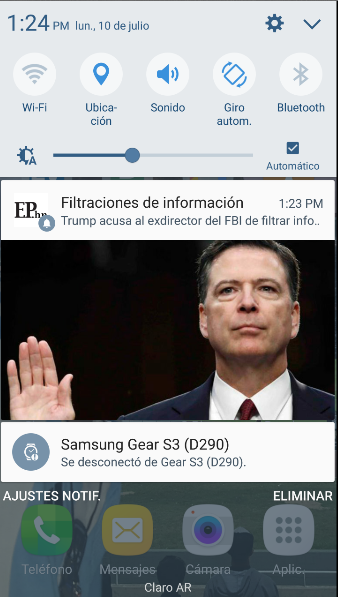 1:24 PM lun., 10 de julio
Wi-Fi
Ubica-
ción
Sonido
Giro
autom.
Bluetooth
A
Automático
EP hn
Filtraciones de información 1:23 PM
Trump acusa al exdirector del FBI de filtrar info..
Samsung Gear S3 (D290)
Se desconectó de Gear S3 (D290).
AJUSTES NOTIF. ELIMINAR
Teléfono Mensajes Cámara Aplic.
Claro AR